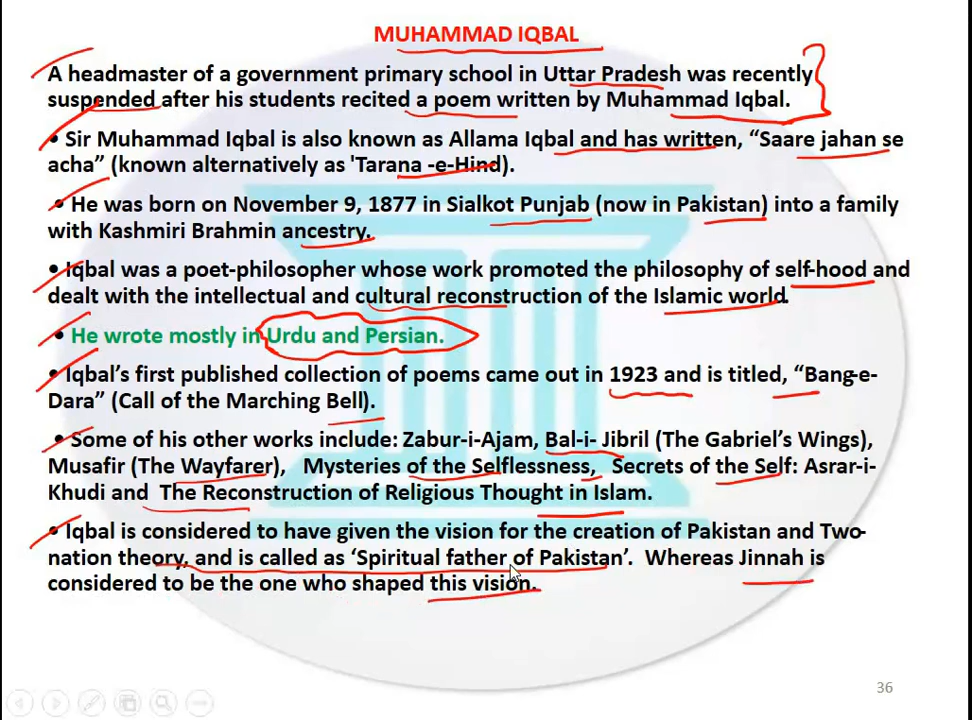 MUHAMMAD IQBAL
A headmaster of a government primary school in Uttar Pradesh was recently
suspended after his students recited a poem written by Muhammad Iqbal.
• Sir Muhammad Iqbal is also known as Allama Iqbal and has written, “Saare jahan se
acha” (known alternatively as 'Tarana -e-Hind).
• He was born on November 9, 1877 in Sialkot Punjab (now in Pakistan) into a family
with Kashmiri Brahmin ancestry.
• Iqbal was a poet-philosopher whose work promoted the philosophy of self-hood and
dealt with the intellectual and cultural reconstruction of the Islamic world.
• He wrote mostly in Urdu and Persian.
• Iqbal’s first published collection of poems came out in 1923 and is titled, “Bang-e-
Dara” (Call of the Marching Bell).
• Some of his other works include: Zabur-i-Ajam, Bal-i- Jibril (The Gabriel’s Wings),
Musafir (The Wayfarer), Mysteries of the Selflessness, Secrets of the Self: Asrar-i-
Khudi and The Reconstruction of Religious Thought in Islam.
• Iqbal is considered to have given the vision for the creation of Pakistan and Two-
nation theory, and is called as ‘Spiritual father of Pakistan’. Whereas Jinnah is
considered to be the one who shaped this vision.
36